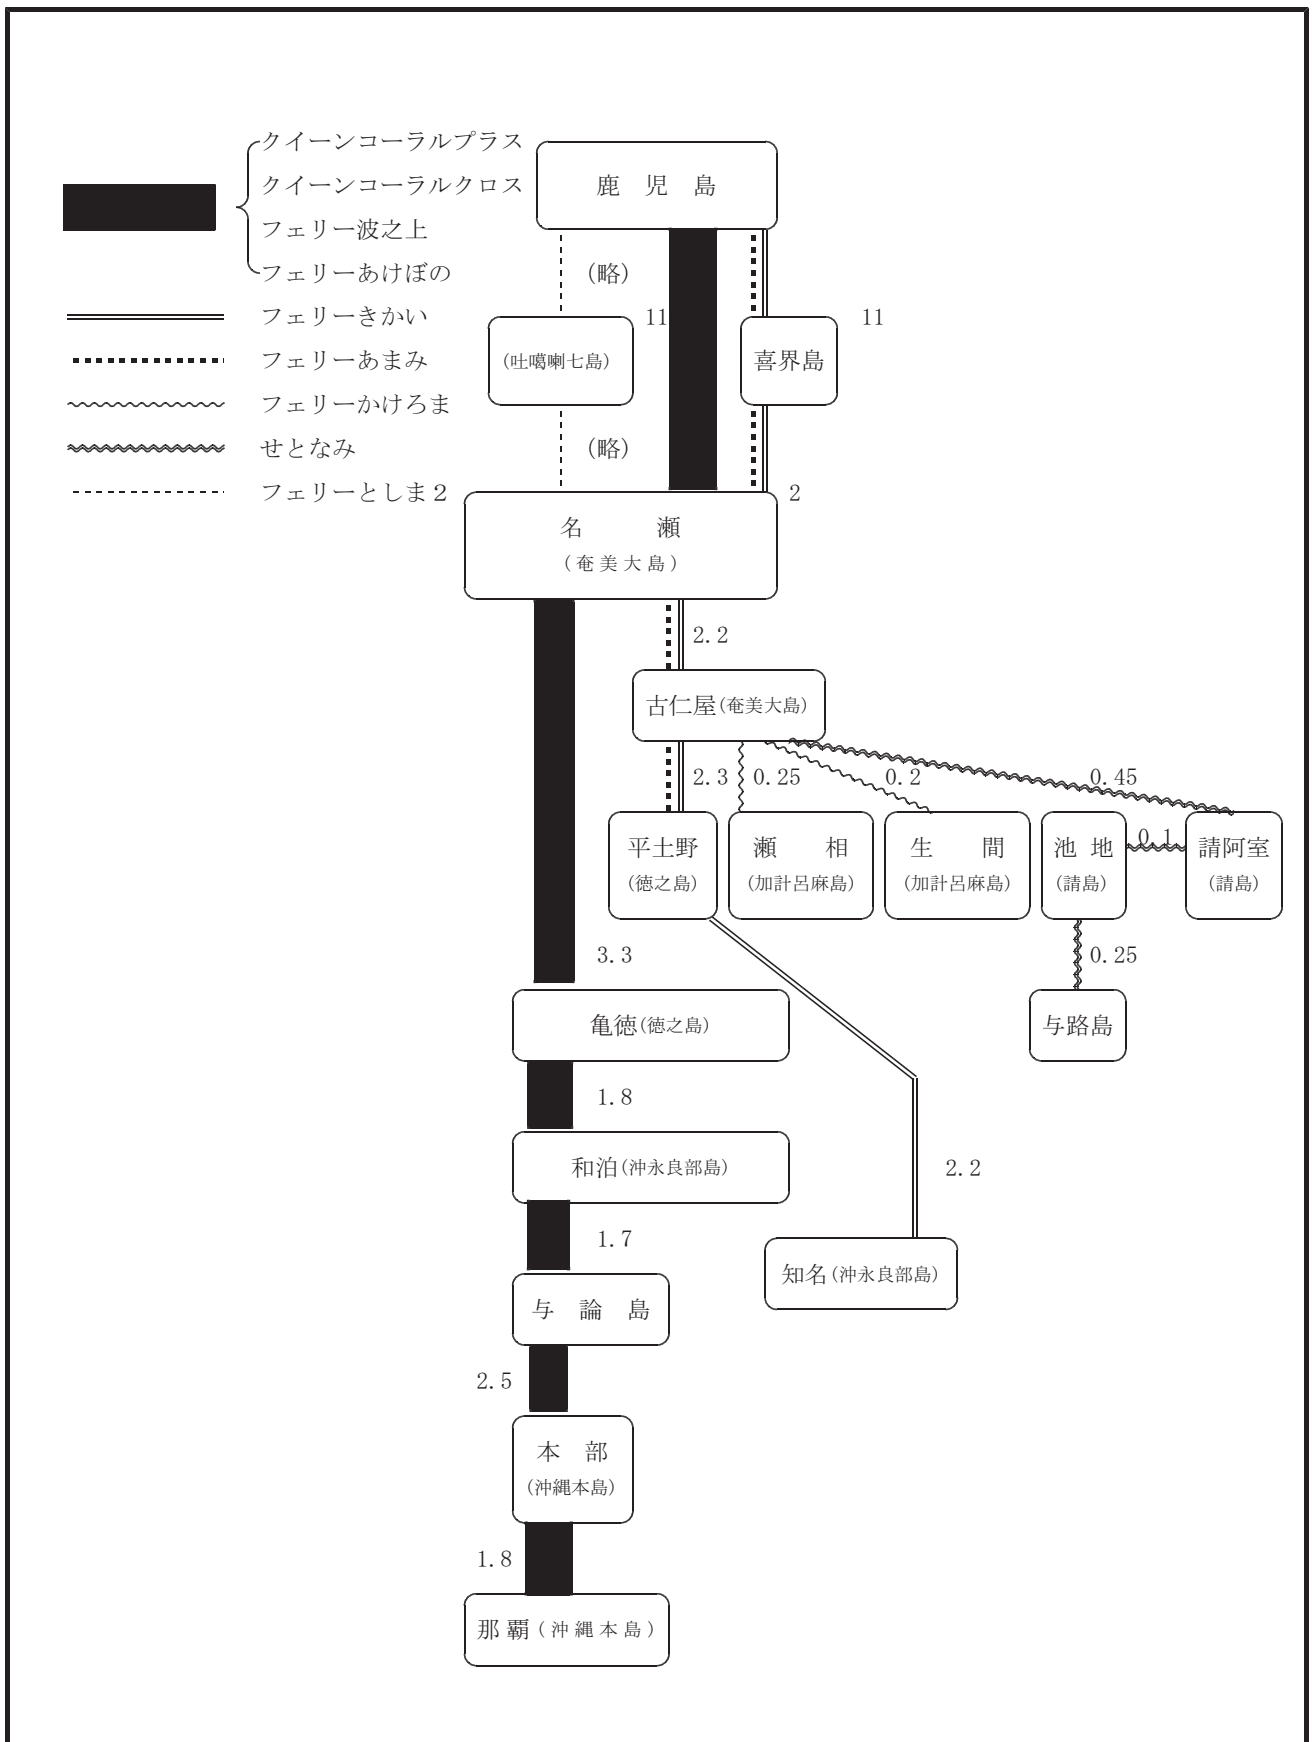 クイーンコーラルプラス
クイーンコーラルクロス
フェリー波之上
フェリーあけぼの
フェリーきかい
フェリーあまみ
フェリーかけろま
せとなみ
フェリーとしま２
鹿児島
(略)
11
11
(吐噶喇七島)
喜界島
(略)
2
名瀬
(奄美大島)
2.2
古仁屋(奄美大島)
2.3
0.25
0.2
0.45
平土野
(徳之島)
瀬相
(加計呂麻島)
生間
(加計呂麻島)
池地
(請島)
0.1
請阿室
(請島)
3.3
0.25
亀徳(徳之島)
与路島
1.8
和泊(沖永良部島)
2.2
1.7
知名(沖永良部島)
与論島
2.5
本部
(沖縄本島)
1.8
那覇(沖縄本島)